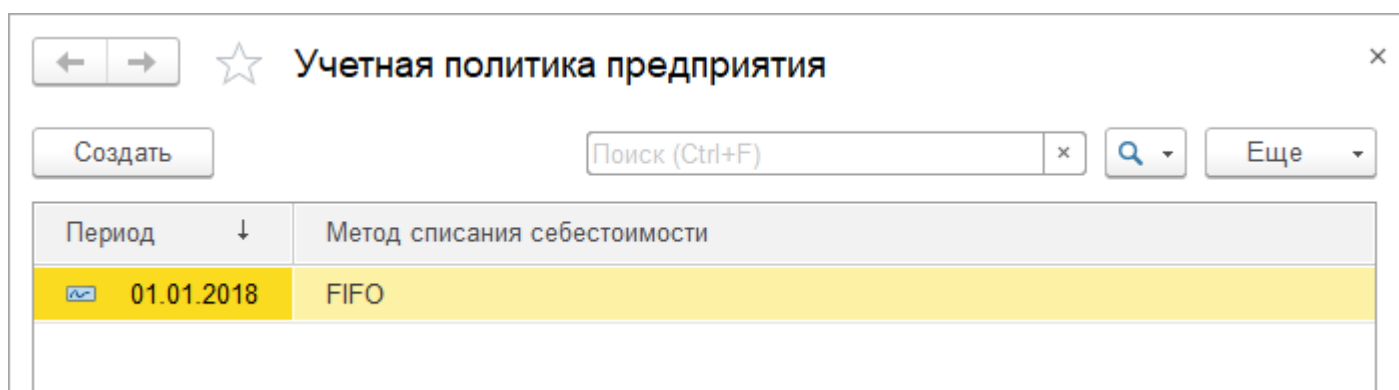 Учетная политика предприятия
Создать Поиск (Ctrl+F) Еще
Период Метод списания себестоимости
01.01.2018 FIFO